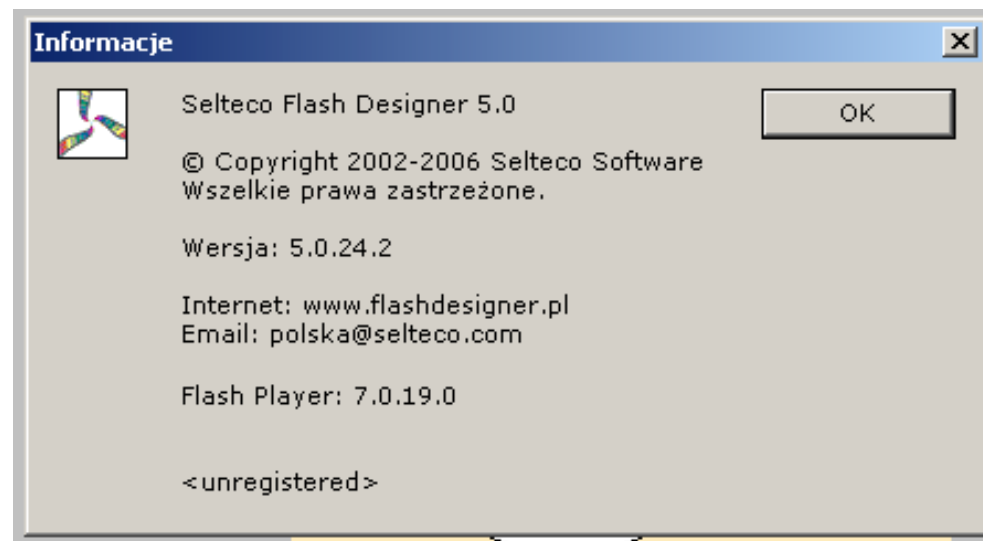 Informacje
Selteco Flash Designer 5.0
OK
© Copyright 2002-2006 Selteco Software
Wszelkie prawa zastrzeżone.
Wersja: 5.0.24.2
Internet: www.flashdesigner.pl
Email: polska@selteco.com
Flash Player: 7.0.19.0
<unregistered>